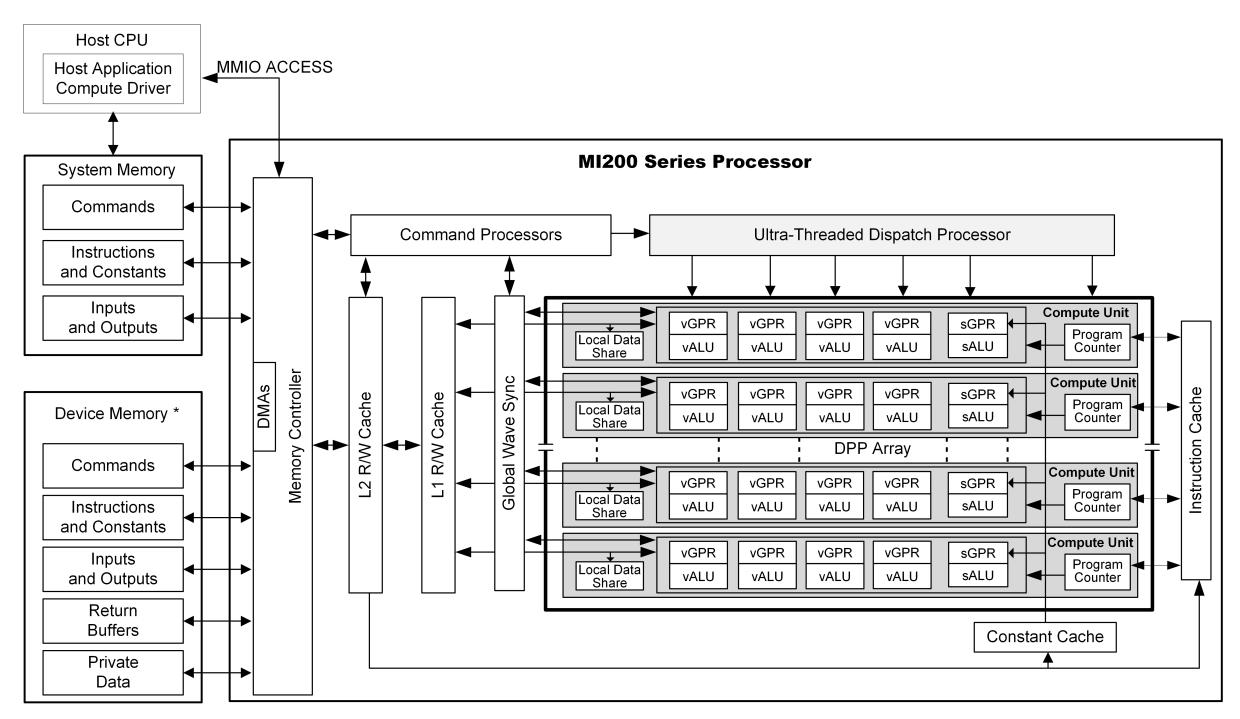 Host CPU
Host Application
Compute Driver
MMIO ACCESS
System Memory
Commands
Instructions
and Constants
Inputs
and Outputs
Device Memory *
Commands
Instructions
and Constants
Inputs
and Outputs
Return
Buffers
Private
Data
MI200 Series Processor
DMAs
Memory Controller
Command Processors
Ultra-Threaded Dispatch Processor
L2 R/W Cache
L1 R/W Cache
Global Wave Sync
Compute Unit
Local Data
Share
vGPR vGPR vGPR vGPR sGPR
vALU vALU vALU vALU sALU
Program
Counter
Compute Unit
Local Data
Share
vGPR vGPR vGPR vGPR sGPR
vALU vALU vALU vALU sALU
Program
Counter
DPP Array
Compute Unit
Local Data
Share
vGPR vGPR vGPR vGPR sGPR
vALU vALU vALU vALU sALU
Program
Counter
Compute Unit
Local Data
Share
vGPR vGPR vGPR vGPR sGPR
vALU vALU vALU vALU sALU
Program
Counter
Instruction Cache
Constant Cache